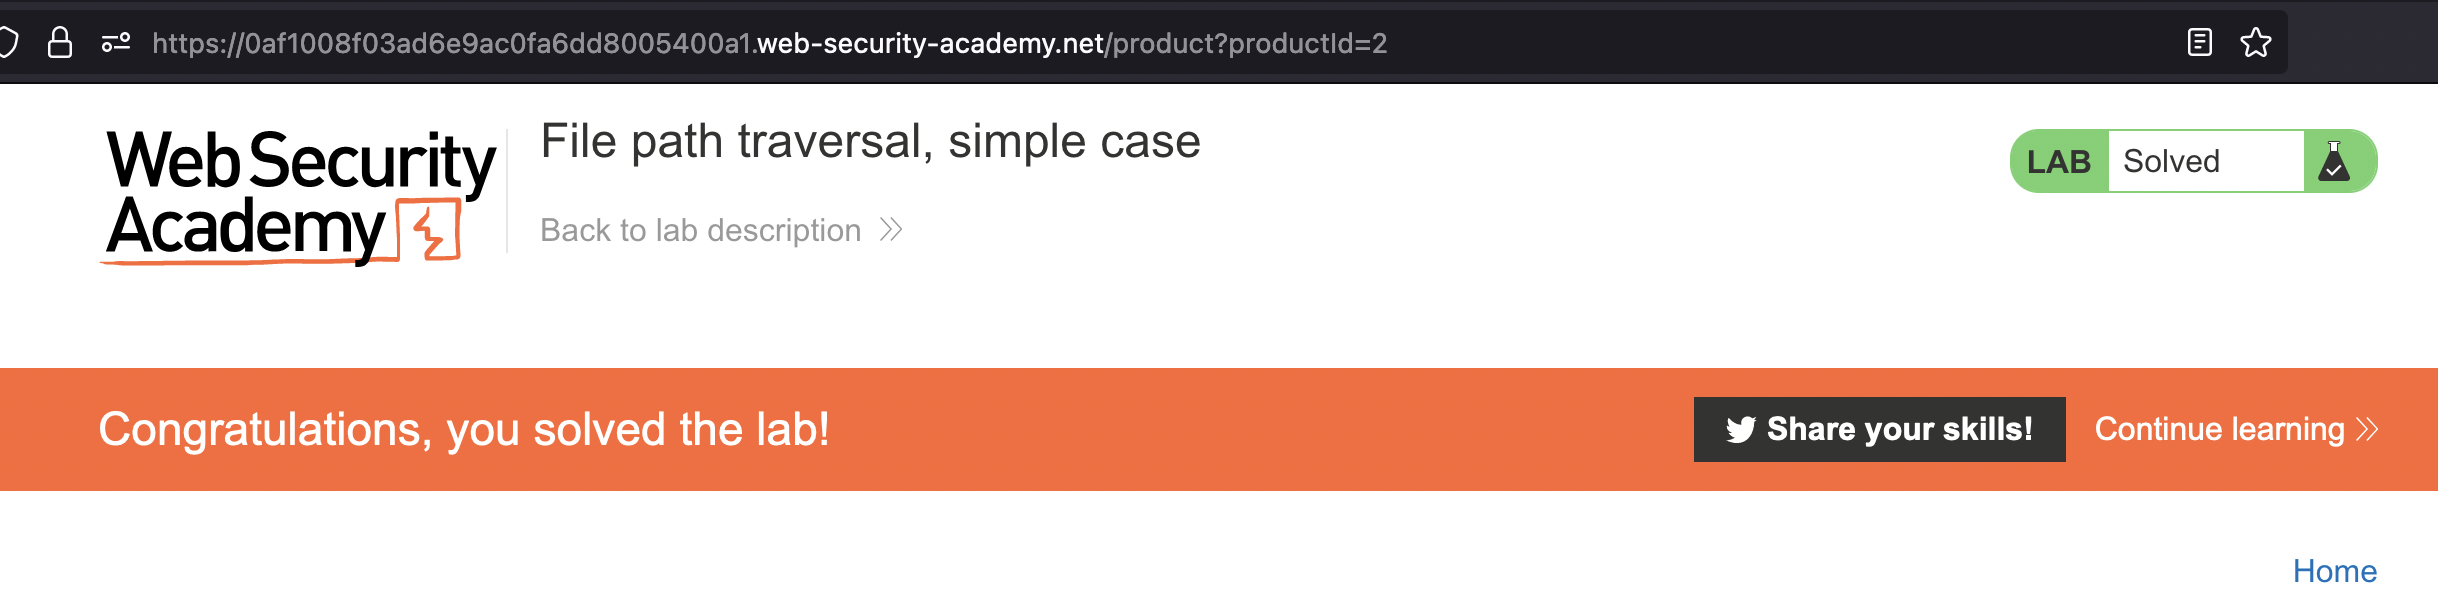 https://0af1008f03ad6e9ac0fa6dd8005400a1.web-security-academy.net/product?productId=2
Web Security
Academy
File path traversal, simple case
Back to lab description
LAB Solved
Congratulations, you solved the lab!
Share your skills!
Continue learning
Home